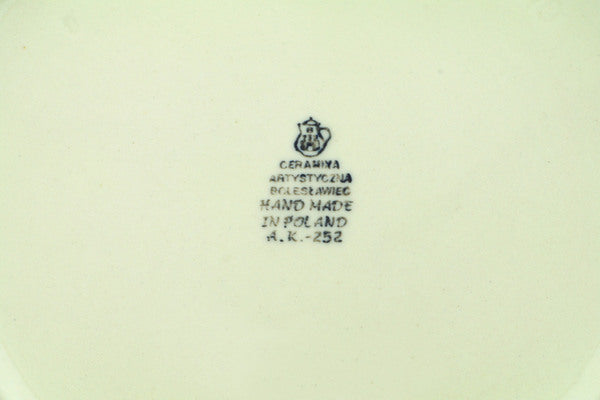 CERAMIKA
ARTYSTYCZNA
BOLESŁAWIEC
HAND MADE
IN POLAND
A.K.-252